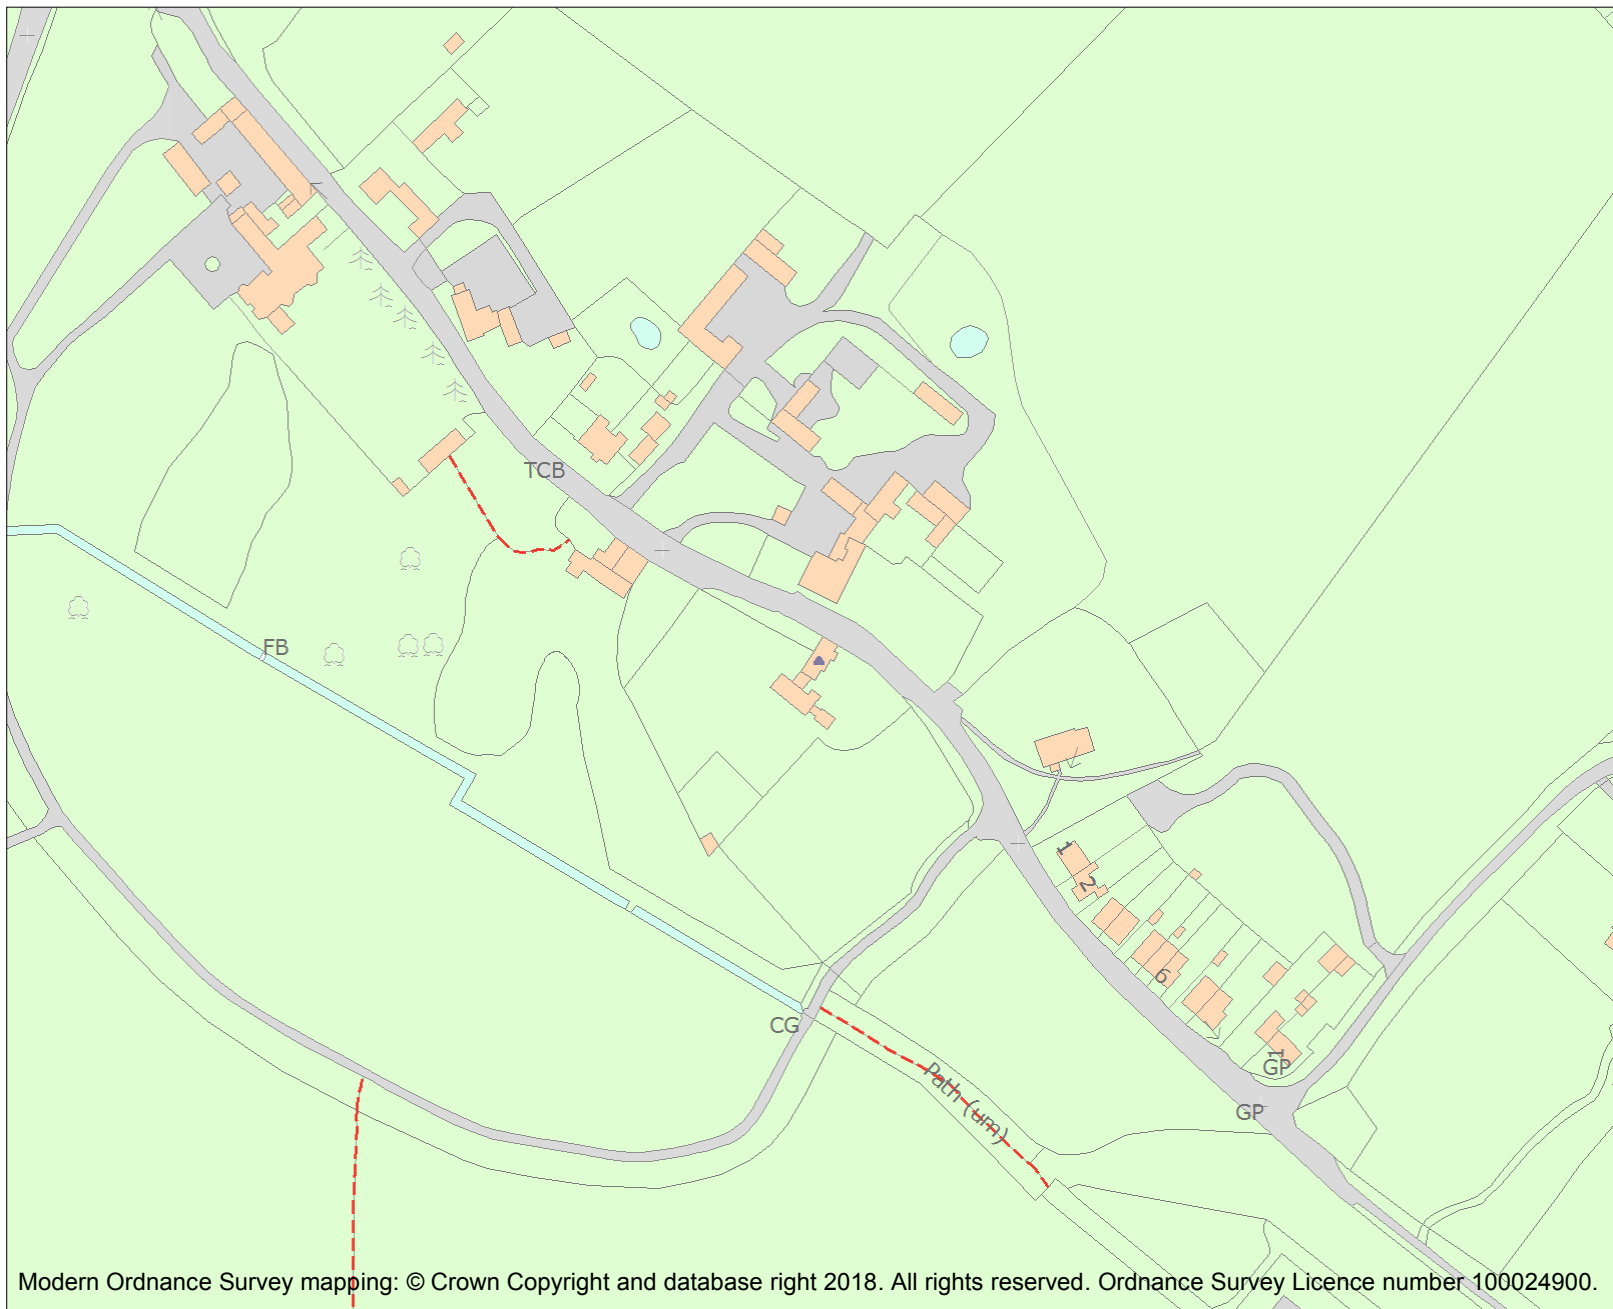 TCB
FB
1
2
6
CG
Path (um)
1
GP
GP
Modern Ordnance Survey mapping: © Crown Copyright and database right 2018. All rights reserved. Ordnance Survey Licence number 100024900.